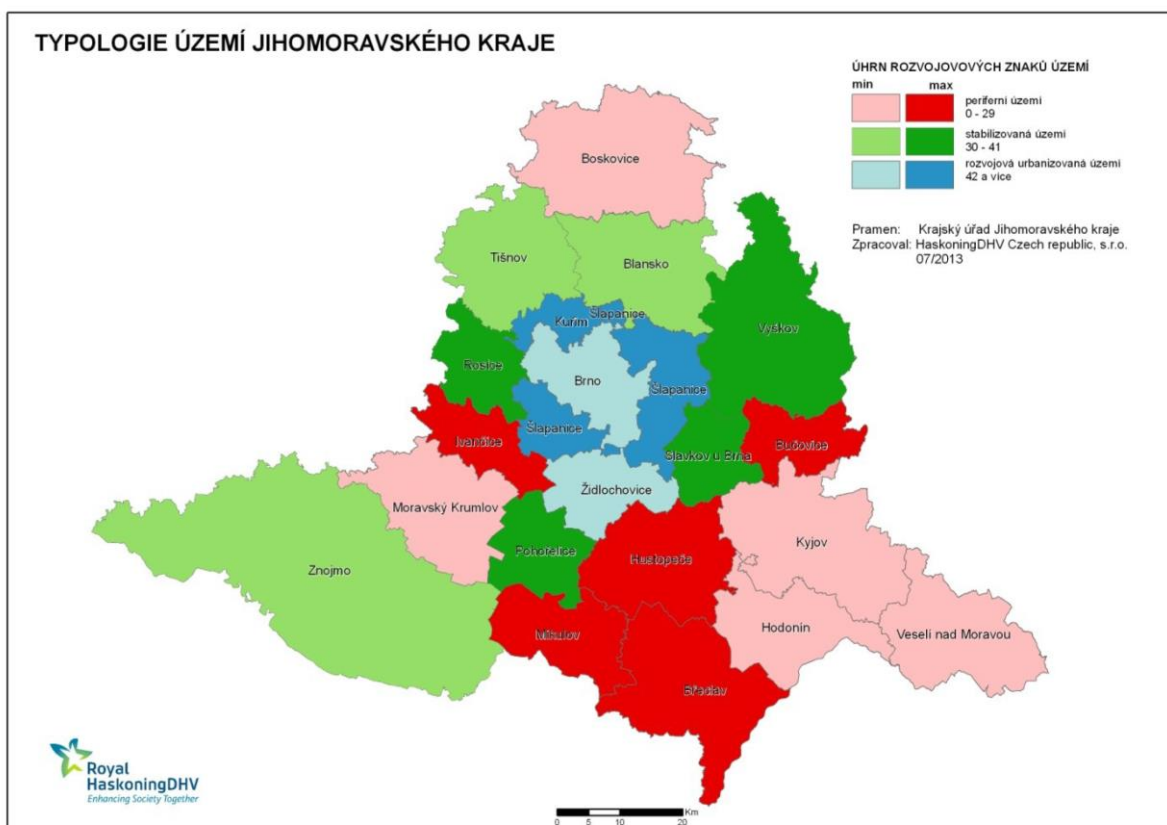 TYPOLOGIE ÚZEMÍ JIHOMORAVSKÉHO KRAJE
ÚHRN ROZVOJOVOVÝCH ZNAKŮ ÚZEMÍ
min max
periferní území
0 - 29
stabilizovaná území
30 - 41
rozvojová urbanizovaná území
42 a více
Pramen: Krajský úřad Jihomoravského kraje
Zpracoval: HaskoningDHV Czech republic, s.r.o.
07/2013
Boskovice
Tišnov
Blansko
Kuřim
Šlapanice
Vyškov
Rosice
Brno
Šlapanice
Ivančice
Šlapanice
Slavkov u Brna
Bučovice
Židlochovice
Moravský Krumlov
Pohořelice
Hustopeče
Kyjov
Znojmo
Mikulov
Hodonín
Veselí nad Moravou
Břeclav
Royal
HaskoningDHV
Enhancing Society Together
Km
0 5 10 20